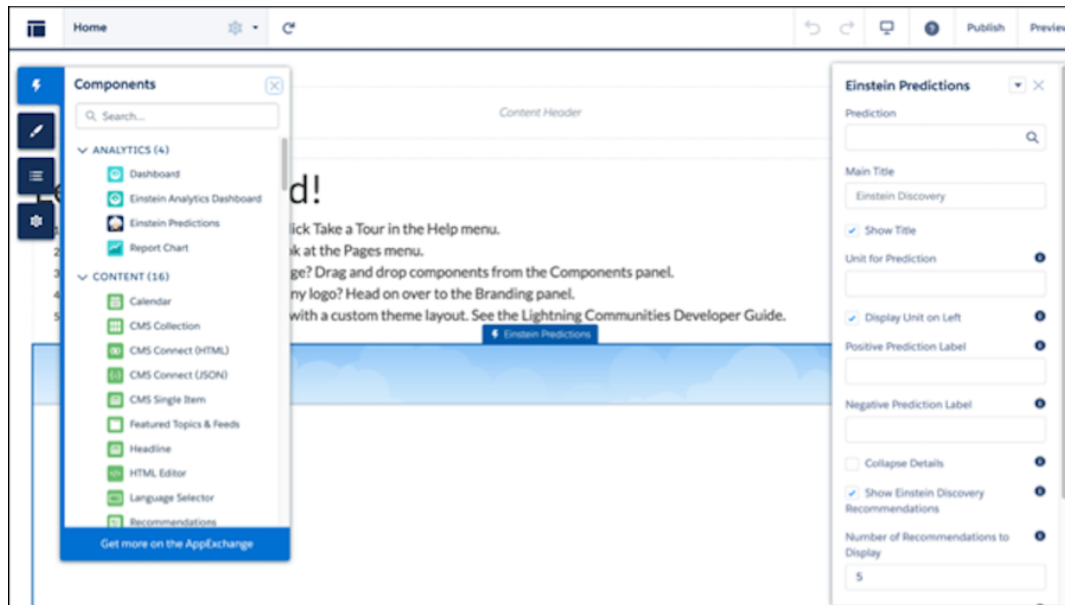 Home
Publish
Preview
Components
Search...
ANALYTICS (4)
Dashboard
Einstein Analytics Dashboard
Einstein Predictions
Report Chart
CONTENT (16)
Calendar
CMS Collection
CMS Connect (HTML)
CMS Connect (JSON)
CMS Single Item
Featured Topics & Feeds
Headline
HTML Editor
Language Selector
Recommendations
Get more on the AppExchange
Content Header
d!
lick Take a Tour in the Help menu.
k at the Pages menu.
ge? Drag and drop components from the Components panel.
ny logo? Head on over to the Branding panel.
with a custom theme layout. See the Lightning Communities Developer Guide.
Einstein Predictions
Einstein Predictions
Prediction
Main Title
Einstein Discovery
Show Title
Unit for Prediction
Display Unit on Left
Positive Prediction Label
Negative Prediction Label
Collapse Details
Show Einstein Discovery
Recommendations
Number of Recommendations to
Display
5